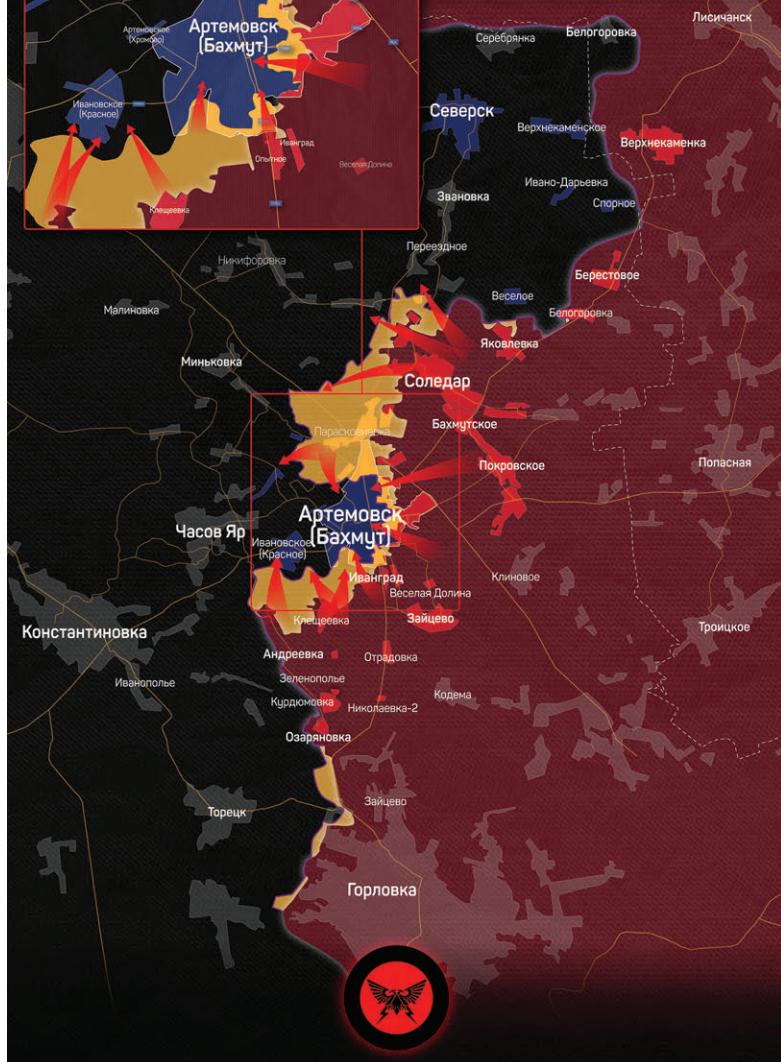 Артемовское
(Хромово)
Артемовск
(Бахмут)
Ивановское
(Красное)
Иванград
Опытное
Веселая Долина
Клещеевка
Лисичанск
Серебрянка
Белогоровка
Северск
Верхнекаменское
Верхнекаменка
Ивано-Дарьевка
Звановка
Спорное
Переездное
Никифоровка
Берестовое
Веселое
Малиновка
Белогоровка
Яковлевка
Миньковка
Соледар
Бахмутское
Парасковиевка
Покровское
Попасная
Артемовск
(Бахмут)
Часов Яр
Ивановское
(Красное)
Иванград
Клиновое
Веселая Долина
Клещеевка
Зайцево
Троицкое
Константиновка
Андреевка
Отрадовка
Зеленополье
Иванополье
Курдюмовка
Николаевка-2
Кодема
Озаряновка
Зайцево
Торецк
Горловка